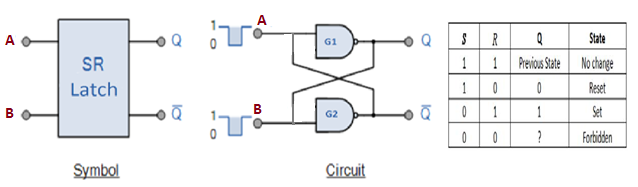 A
B
SR
Latch
Q
Q̅
Symbol
1
0
A
G1
Q
1
0
B
G2
Q̅
Circuit
S R Q State
1 1 Previous State No change
1 0 0 Reset
0 1 1 Set
0 0 ? Forbidden